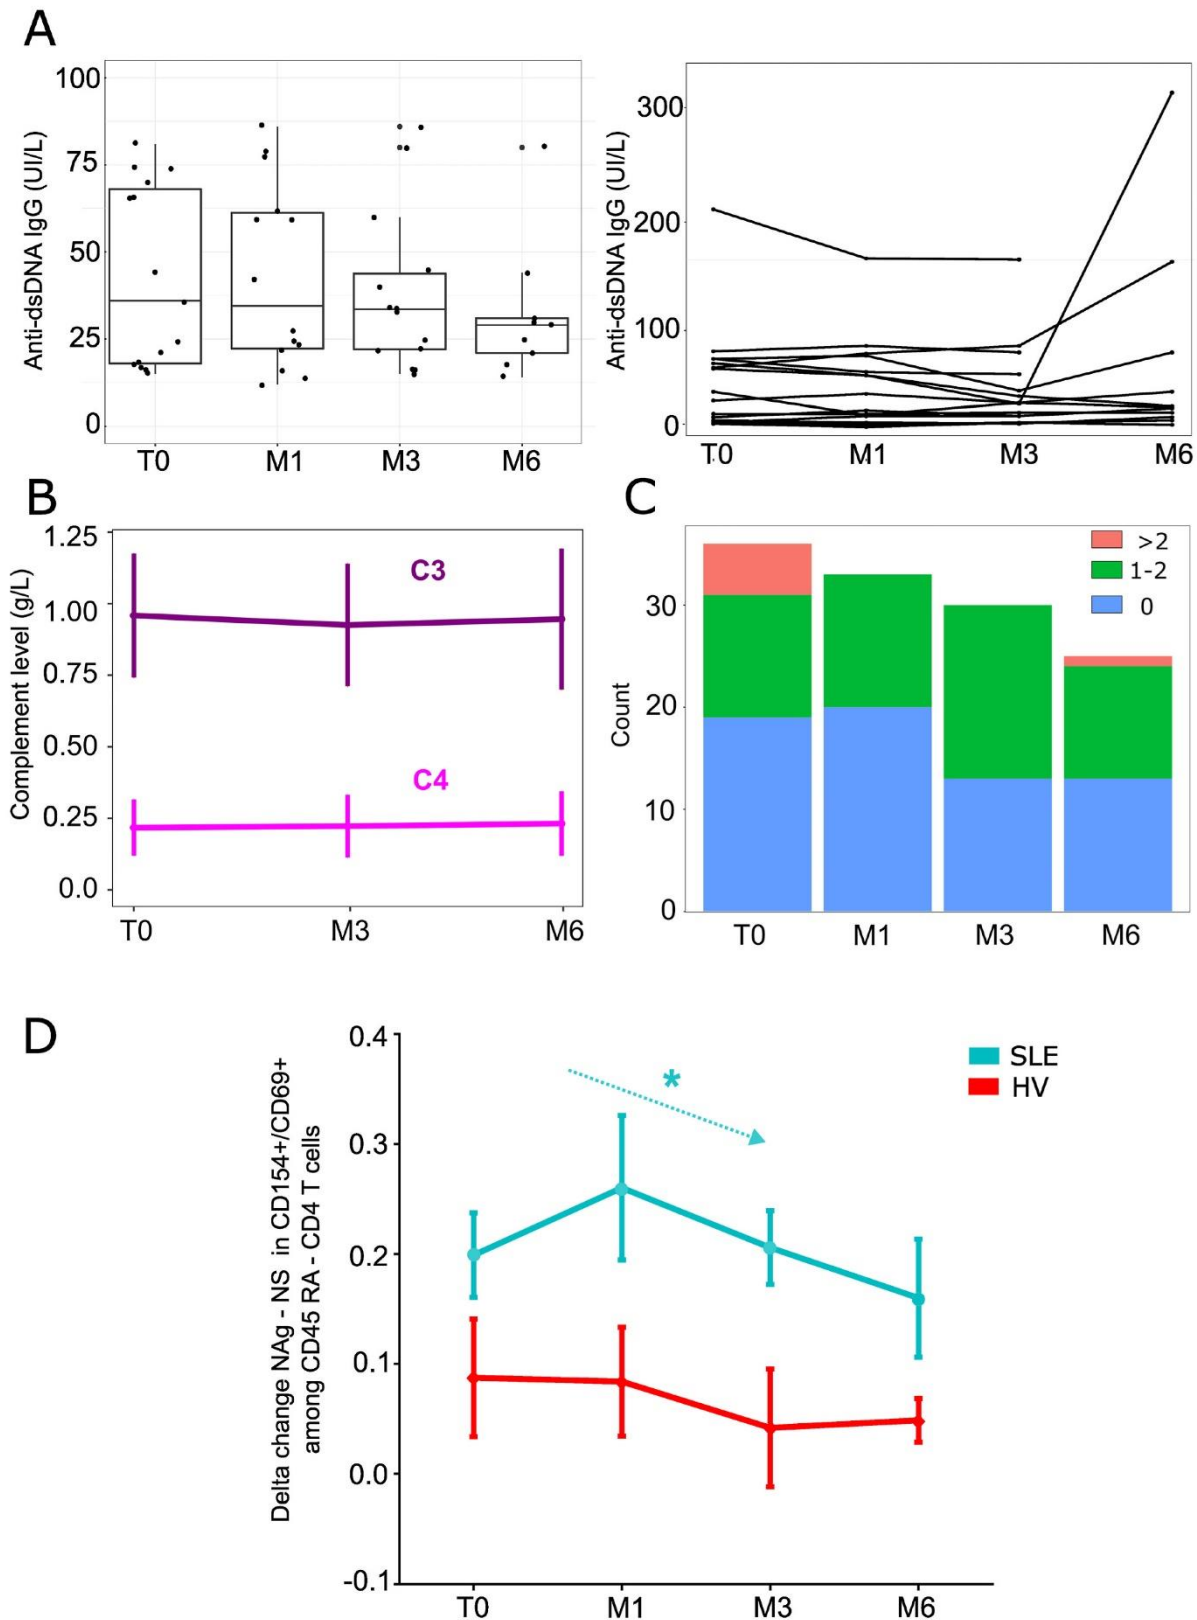 A
Anti-dsDNA IgG (UI/L)
100
75
50
25
0
T0 M1 M3 M6
Anti-dsDNA IgG (UI/L)
300
200
100
0
T0 M1 M3 M6
B
Complement level (g/L)
1.25
1.00
0.75
0.50
0.25
0.0
C3
C4
T0 M3 M6
C
Count
30
20
10
0
>2
1-2
0
T0 M1 M3 M6
D
Delta change NAg - NS in CD154+/CD69+
among CD45 RA - CD4 T cells
0.4
0.3
0.2
0.1
0.0
-0.1
*
SLE
HV
T0 M1 M3 M6